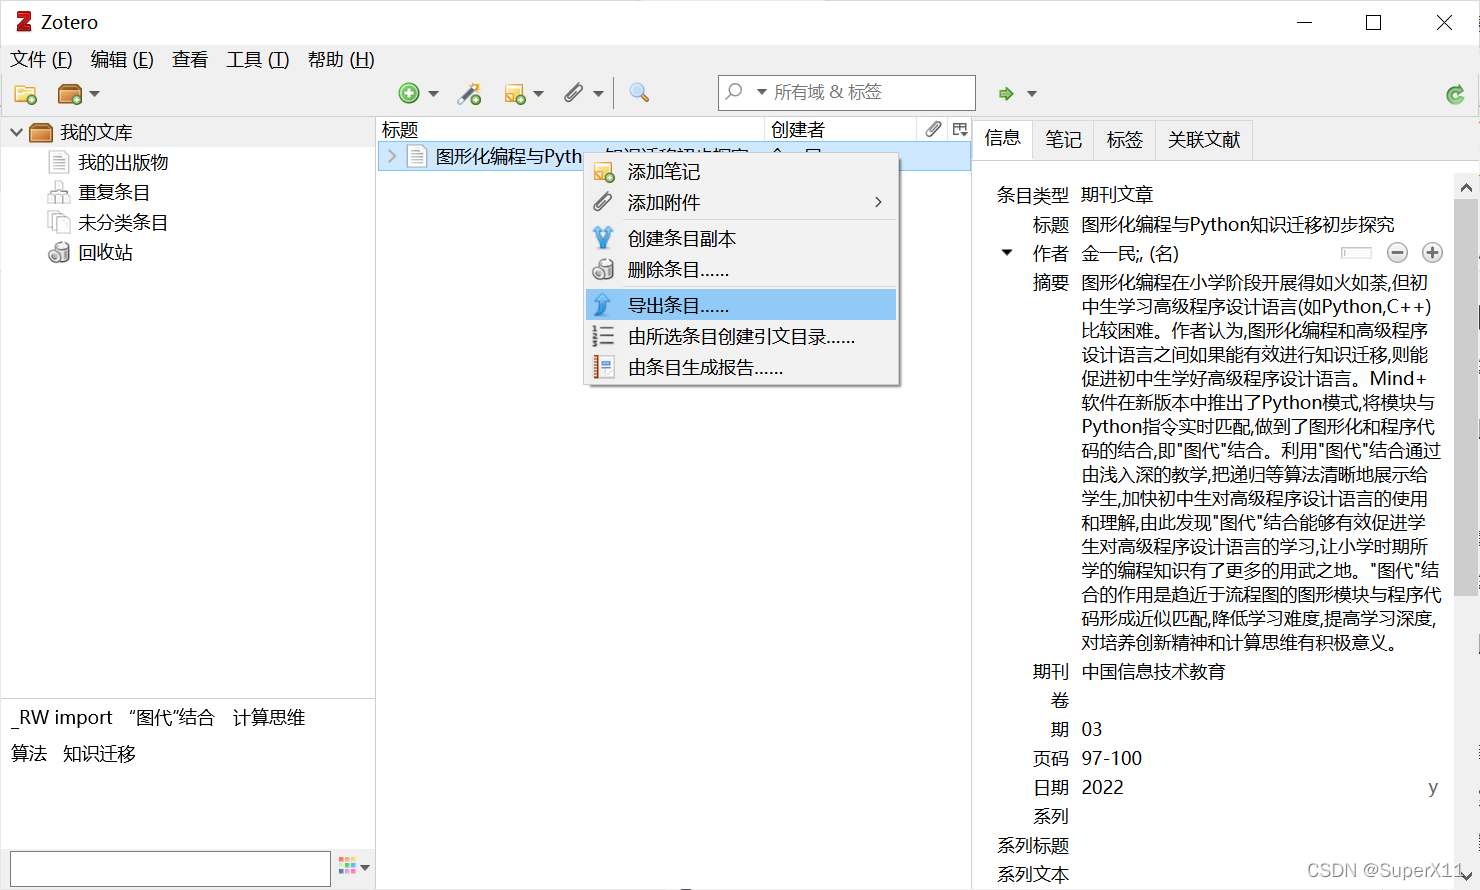 Zotero
文件 (F) 编辑 (E) 查看 工具 (T) 帮助 (H)
所有域 & 标签
我的文库
我的出版物
重复条目
未分类条目
回收站
_RW import “图代”结合 计算思维
算法 知识迁移
标题 创建者
图形化编程与Pyth
添加笔记
添加附件
创建条目副本
删除条目......
导出条目......
由所选条目创建引文目录......
由条目生成报告......
信息 笔记 标签 关联文献
条目类型 期刊文章
标题 图形化编程与Python知识迁移初步探究
作者 金一民;, (名)
摘要 图形化编程在小学阶段开展得如火如荼,但初
中生学习高级程序设计语言(如Python,C++)
比较困难。作者认为,图形化编程和高级程序
设计语言之间如果能有效进行知识迁移,则能
促进初中生学好高级程序设计语言。Mind+
软件在新版本中推出了Python模式,将模块与
Python指令实时匹配,做到了图形化和程序代
码的结合,即"图代"结合。利用"图代"结合通过
由浅入深的教学,把递归等算法清晰地展示给
学生,加快初中生对高级程序设计语言的使用
和理解,由此发现"图代"结合能够有效促进学
生对高级程序设计语言的学习,让小学时期所
学的编程知识有了更多的用武之地。"图代"结
合的作用是趋近于流程图的图形模块与程序代
码形成近似匹配,降低学习难度,提高学习深度,
对培养创新精神和计算思维有积极意义。
期刊 中国信息技术教育
卷
期 03
页码 97-100
日期 2022 y
系列
系列标题
系列文本
CSDN @SuperX11